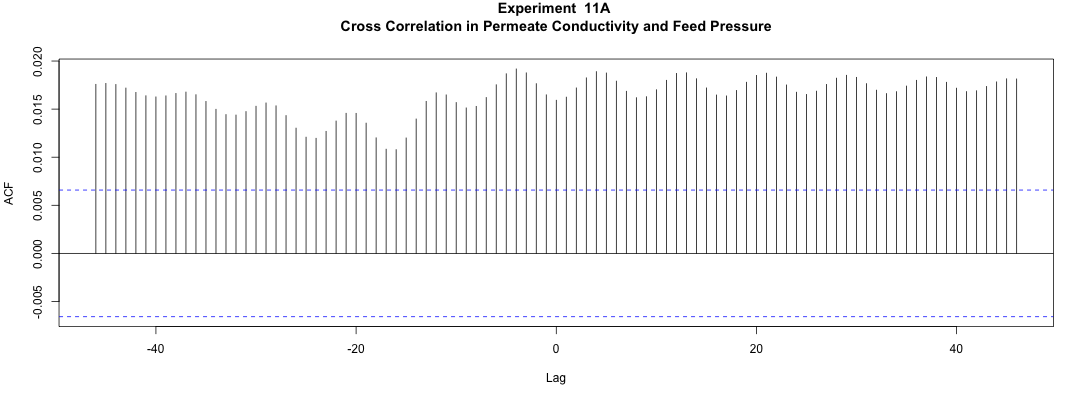 Experiment  11A
Cross Correlation in Permeate Conductivity and Feed Pressure
0.020
0.015
0.010
0.005
0.000
-0.005
ACF
-40
-20
0
20
40
Lag